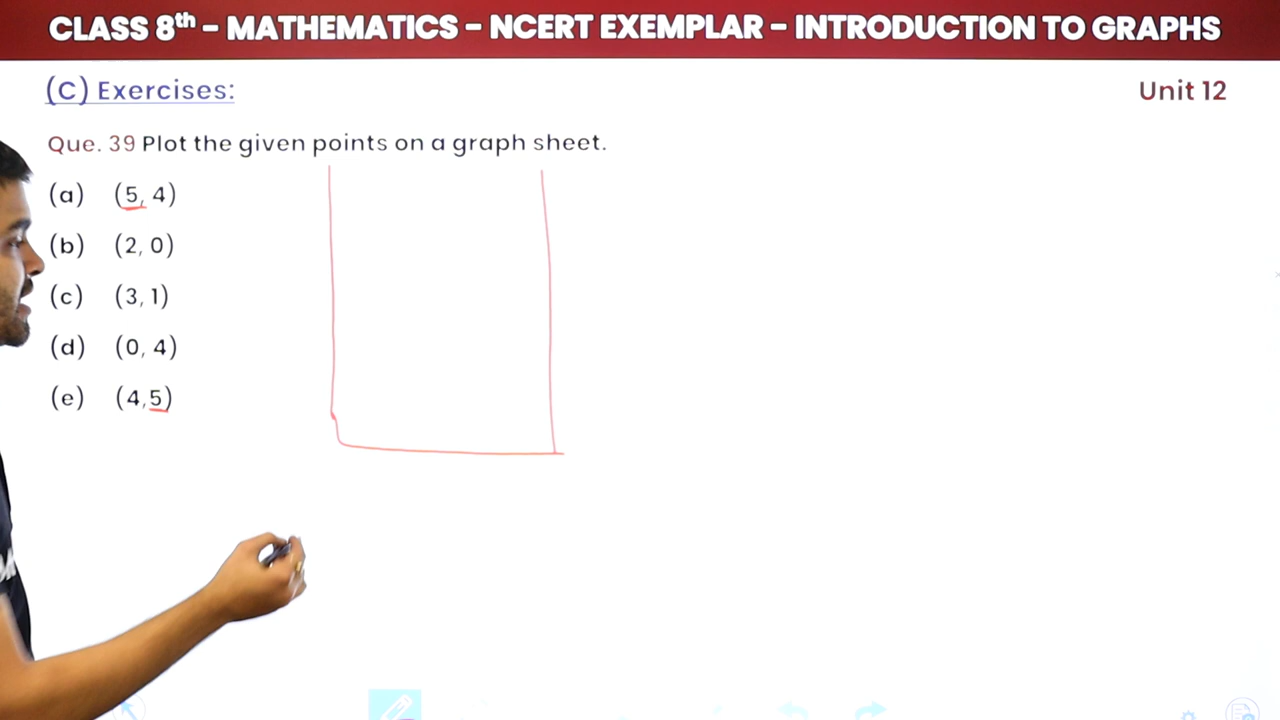 CLASS 8th - MATHEMATICS - NCERT EXEMPLAR - INTRODUCTION TO GRAPHS
(C) Exercises:
Unit 12
Que. 39 Plot the given points on a graph sheet.
(a) (5, 4)
(b) (2, 0)
(c) (3, 1)
(d) (0, 4)
(e) (4,5)